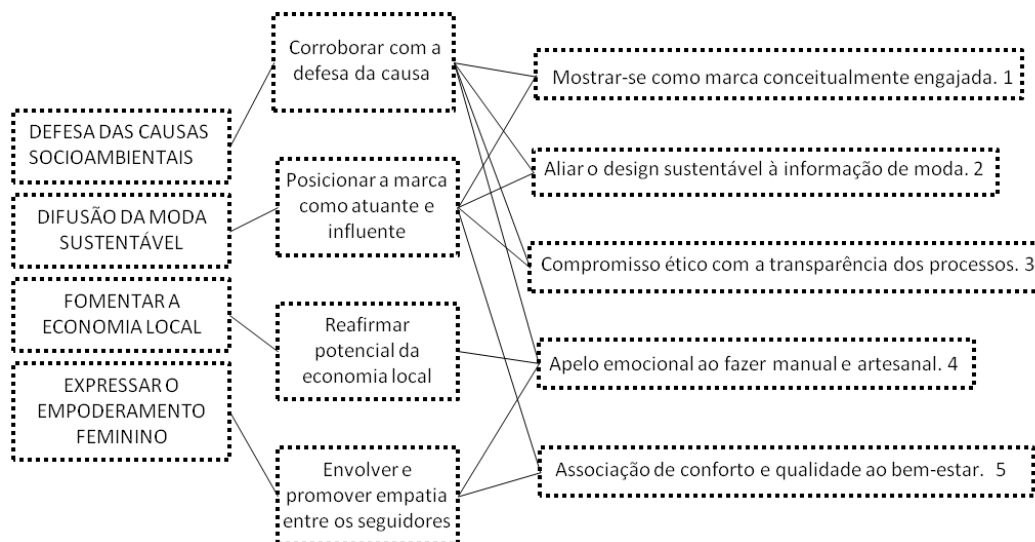 DEFESA DAS CAUSAS
SOCIOAMBIENTAIS
DIFUSÃO DA MODA
SUSTENTÁVEL
FOMENTAR A
ECONOMIA LOCAL
EXPRESSAR O
EMPODERAMENTO
FEMININO
Corroborar com a
defesa da causa
Posicionar a marca
como atuante e
influente
Reafirmar
potencial da
economia local
Envolver e
promover empatia
entre os seguidores
Mostrar-se como marca conceitualmente engajada. 1
Aliar o design sustentável à informação de moda. 2
Compromisso ético com a transparência dos processos. 3
Apelo emocional ao fazer manual e artesanal. 4
Associação de conforto e qualidade ao bem-estar. 5